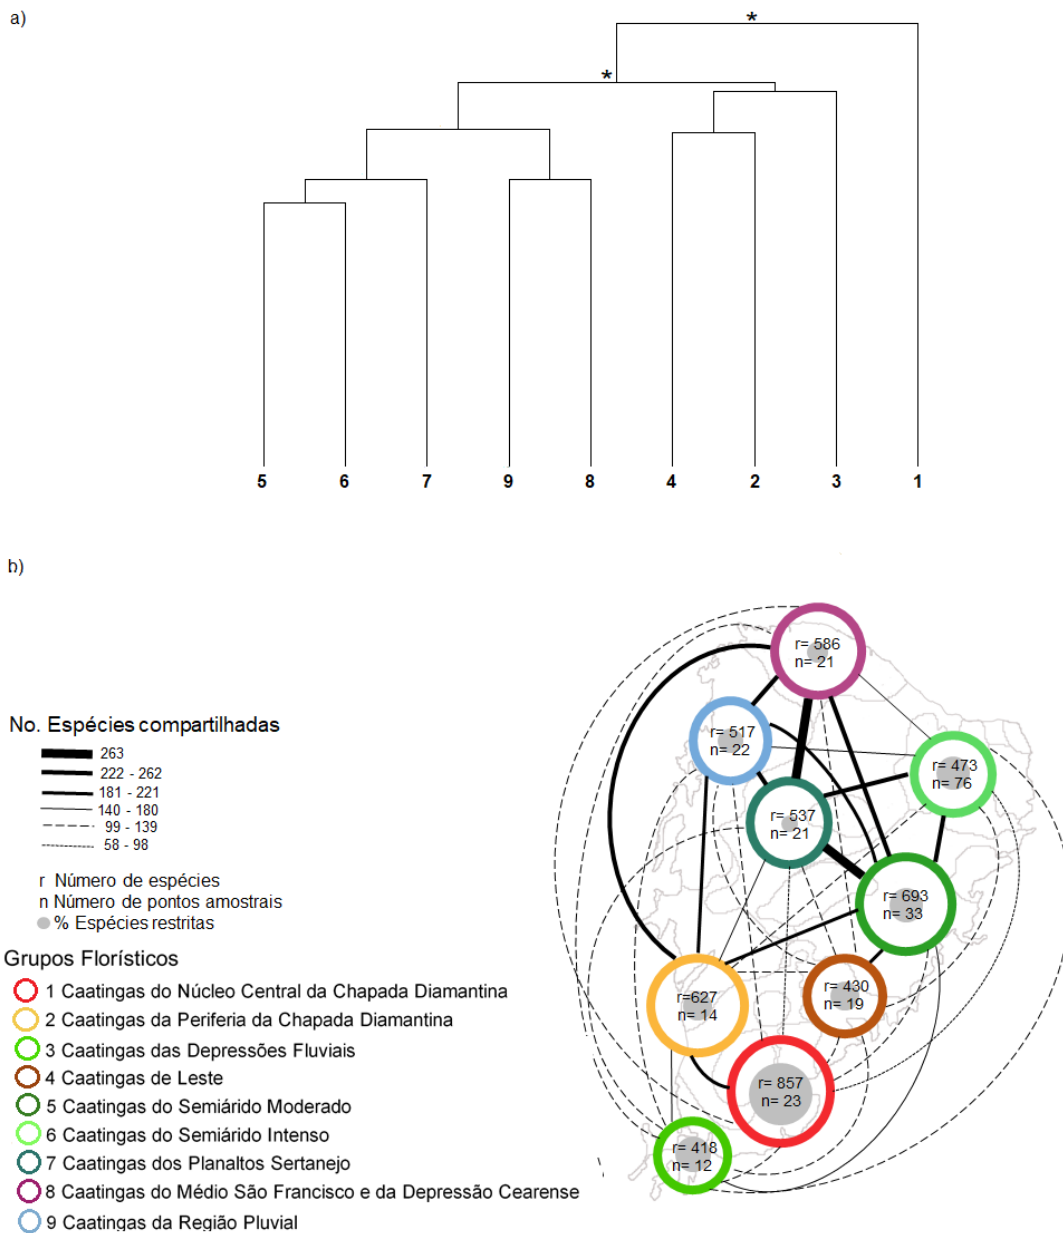 a)
*
*
5 6 7 9 8 4 2 3 1
b)
No. Espécies compartilhadas
263
222 - 262
181 - 221
140 - 180
99 - 139
58 - 98
r Número de espécies
n Número de pontos amostrais
% Espécies restritas
Grupos Florísticos
1 Caatingas do Núcleo Central da Chapada Diamantina
2 Caatingas da Periferia da Chapada Diamantina
3 Caatingas das Depressões Fluviais
4 Caatingas de Leste
5 Caatingas do Semiárido Moderado
6 Caatingas do Semiárido Intenso
7 Caatingas dos Planaltos Sertanejo
8 Caatingas do Médio São Francisco e da Depressão Cearense
9 Caatingas da Região Pluvial
r= 586
n= 21
r= 517
n= 22
r= 473
n= 76
r= 537
n= 21
r= 693
n= 33
r=627
n= 14
r= 430
n= 19
r= 857
n= 23
r= 418
n= 12